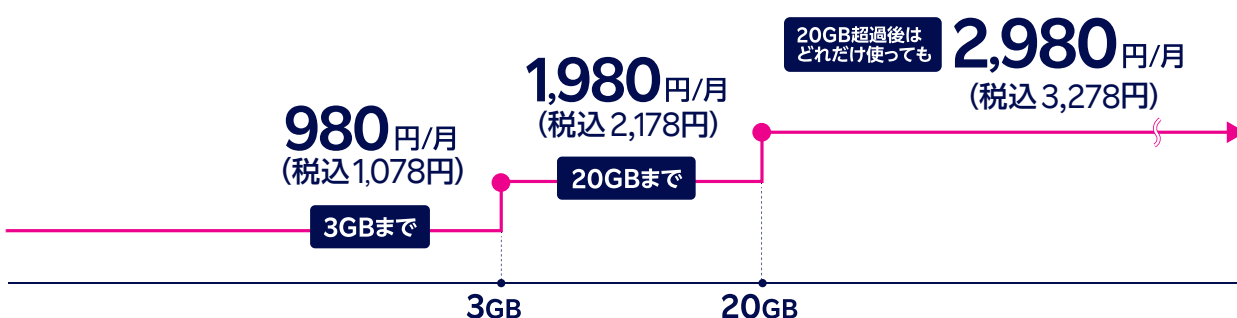 980円/月
(税込1,078円)
3GBまで
1,980円/月
(税込2,178円)
20GBまで
20GB超過後は
どれだけ使っても
2,980円/月
(税込3,278円)
3GB
20GB